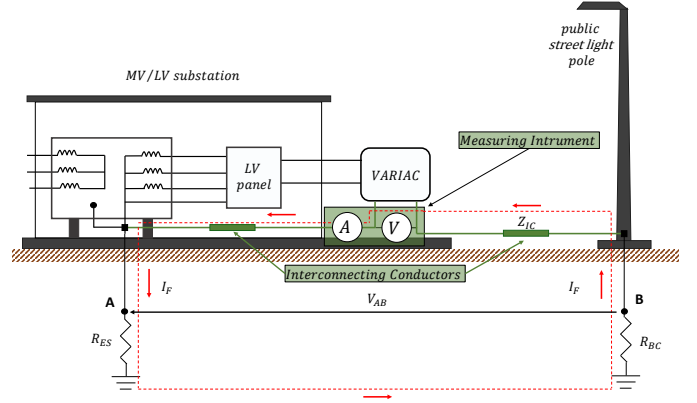 public
street light
pole
MV/LV substation
Measuring Intrument
LV
panel
VARIAC
A
V
Z_IC
Interconnecting Conductors
I_F
I_F
A
V_AB
B
R_ES
R_BC